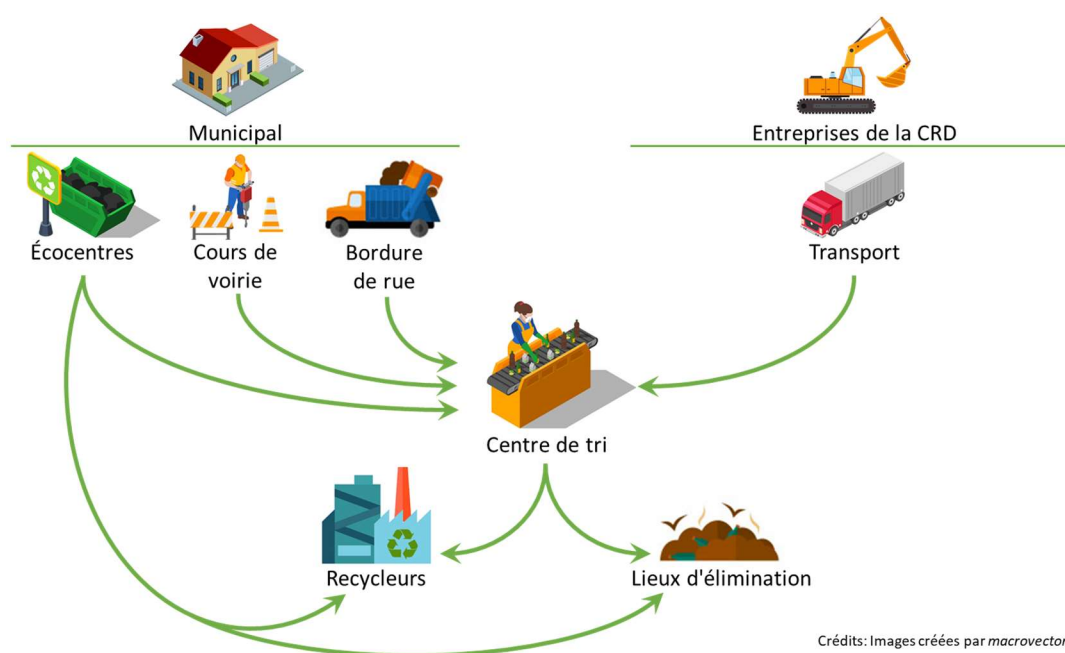 Municipal
Entreprises de la CRD
Écocentres
Cours de
voirie
Bordure
de rue
Transport
Centre de tri
Recycleurs
Lieux d'élimination
Crédits: Images créées par macrovector